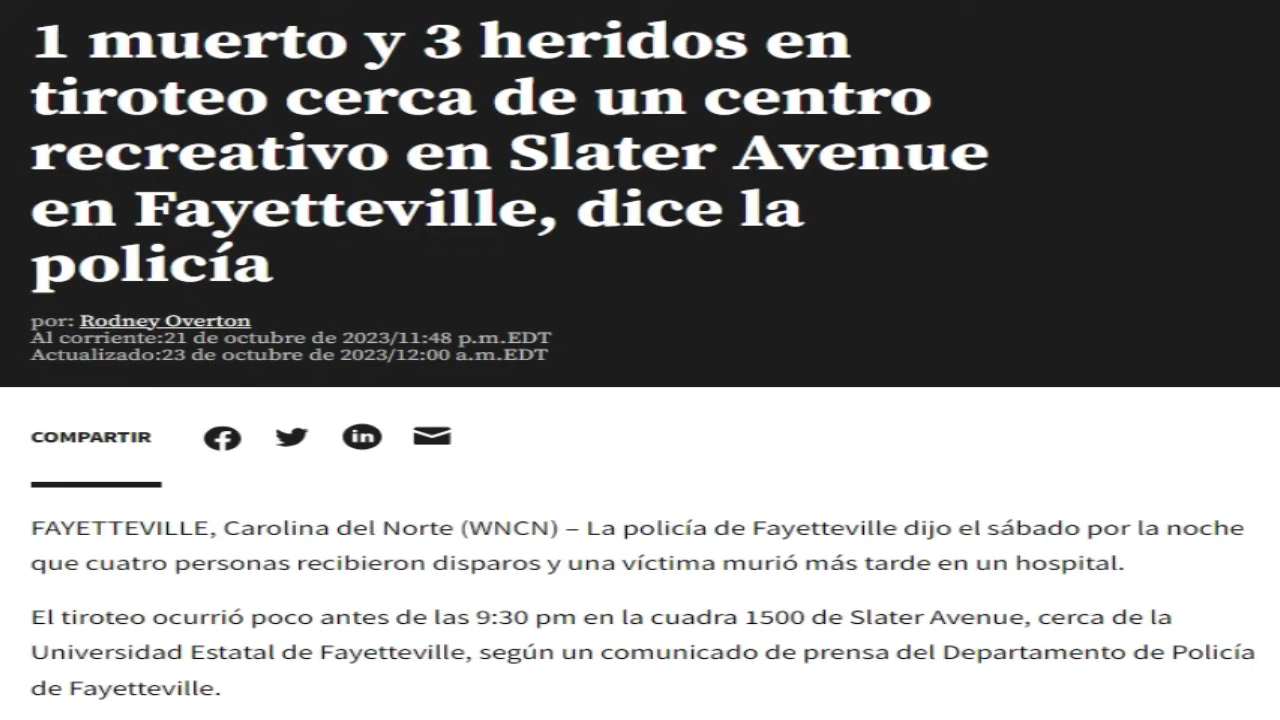 1 muerto y 3 heridos en
tiroteo cerca de un centro
recreativo en Slater Avenue
en Fayetteville, dice la
policía
por: Rodney Overton
Al corriente:21 de octubre de 2023/11:48 p.m.EDT
Actualizado:23 de octubre de 2023/12:00 a.m.EDT
COMPARTIR
FAYETTEVILLE, Carolina del Norte (WNCN) – La policía de Fayetteville dijo el sábado por la noche
que cuatro personas recibieron disparos y una víctima murió más tarde en un hospital.
El tiroteo ocurrió poco antes de las 9:30 pm en la cuadra 1500 de Slater Avenue, cerca de la
Universidad Estatal de Fayetteville, según un comunicado de prensa del Departamento de Policía
de Fayetteville.